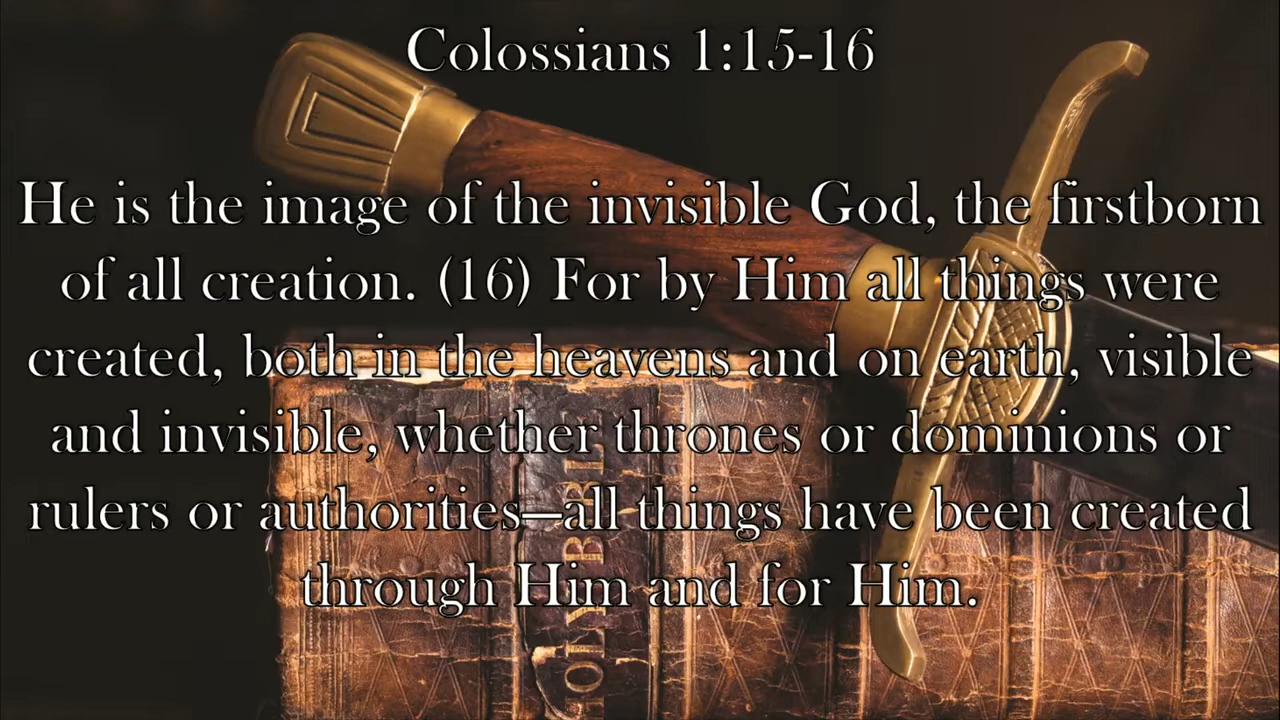 Colossians 1:15-16
He is the image of the invisible God, the firstborn
of all creation. (16) For by Him all things were
created, both in the heavens and on earth, visible
and invisible, whether thrones or dominions or
rulers or authorities—all things have been created
through Him and for Him.
HOLY BIBLE